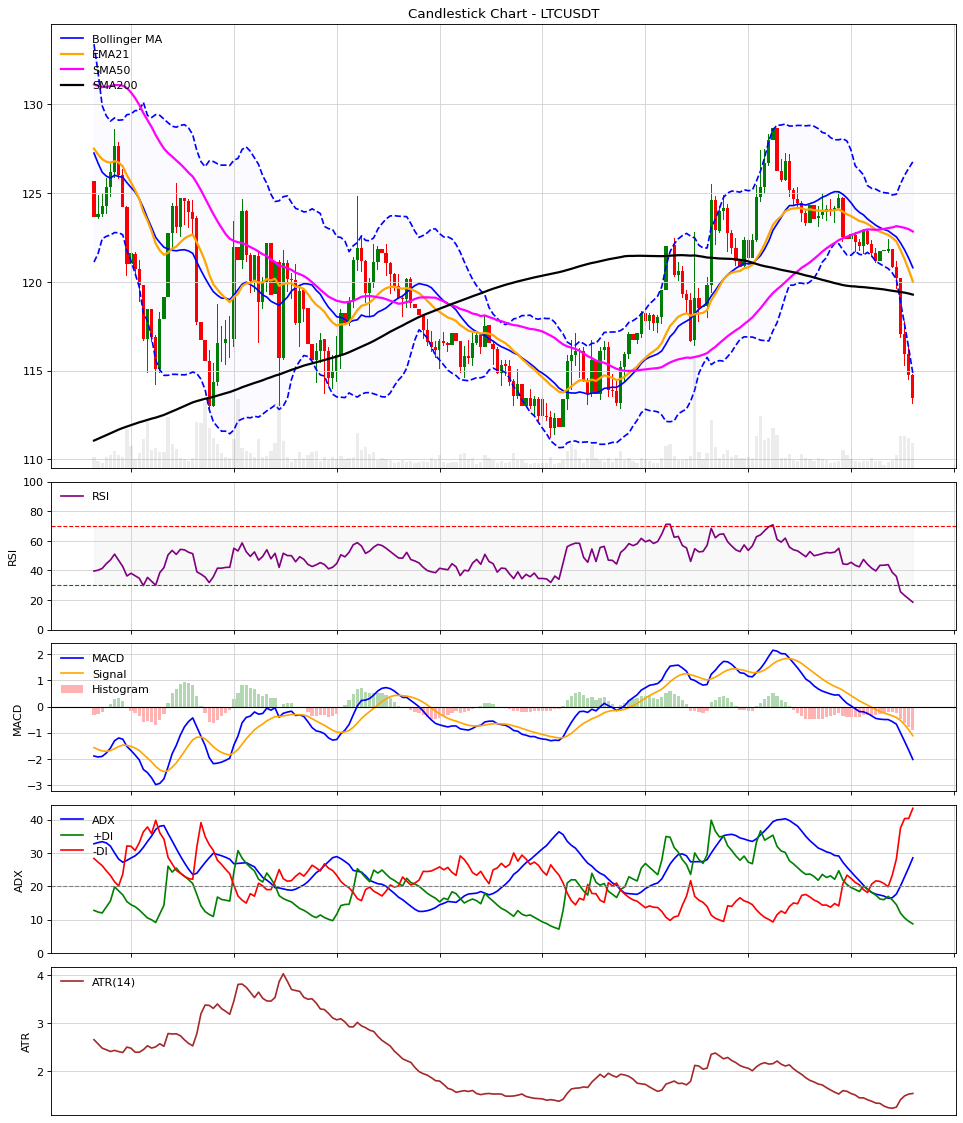 Candlestick Chart - LTCUSDT
Bollinger MA
EMA21
SMA50
SMA200
130
125
120
115
110
RSI
100
80
60
40
20
0
RSI
MACD
Signal
Histogram
2
1
0
−1
−2
−3
MACD
ADX
+DI
-DI
40
30
20
10
0
ADX
ATR(14)
4
3
2
ATR